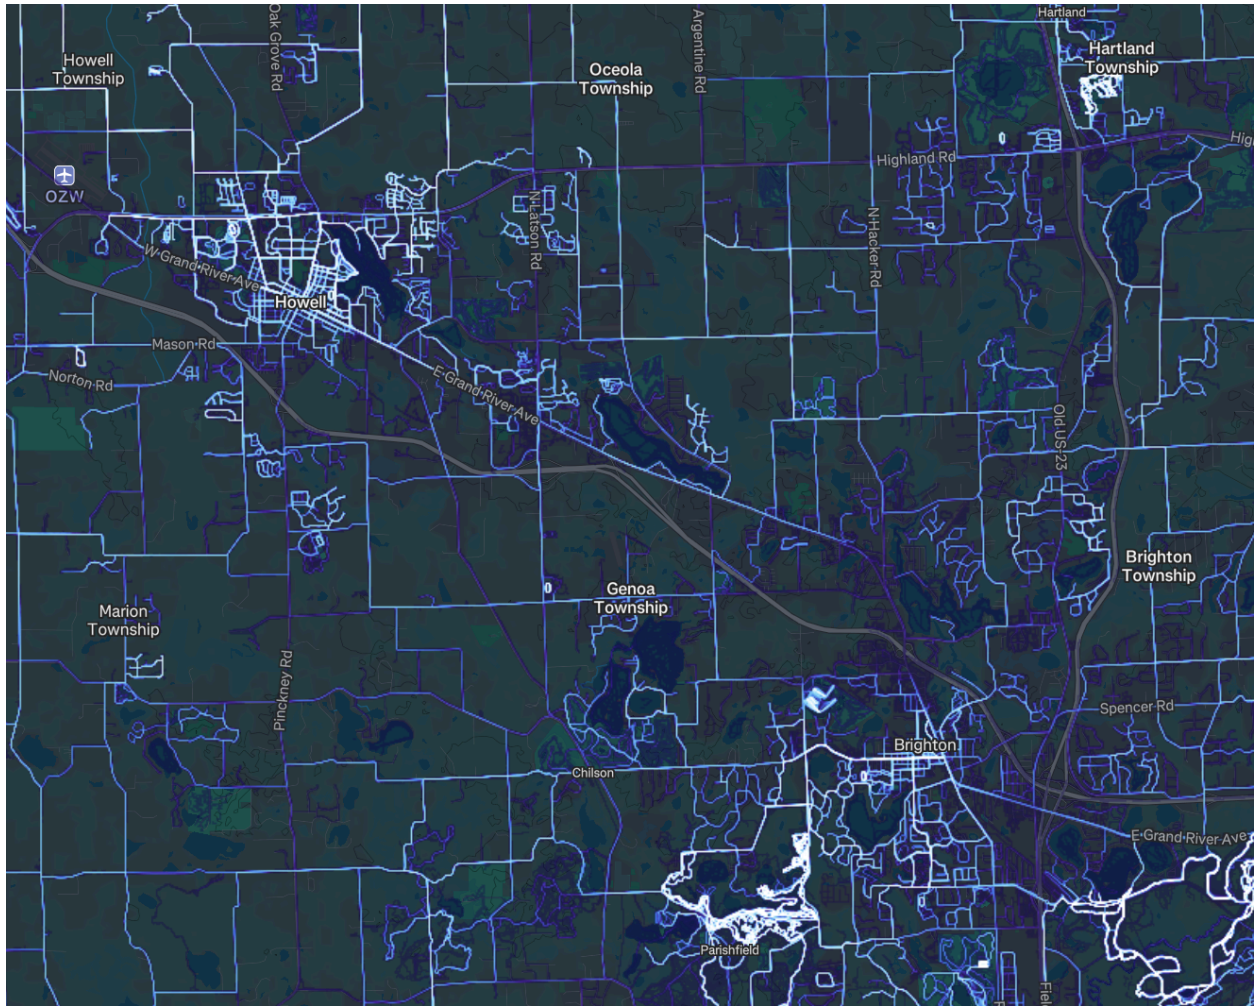 Hartland
Oak Grove Rd
Argentine Rd
Howell
Township
Oceola
Township
Hartland
Township
Highland Rd
High
OZW
N Latson Rd
N Hacker Rd
W Grand River Ave
Howell
Mason Rd
Norton Rd
E Grand River Ave
Old US-23
Brighton
Township
Genoa
Township
Marion
Township
Pinckney Rd
Spencer Rd
Brighton
Chilson
E Grand River Ave
Parishfield
Fiel